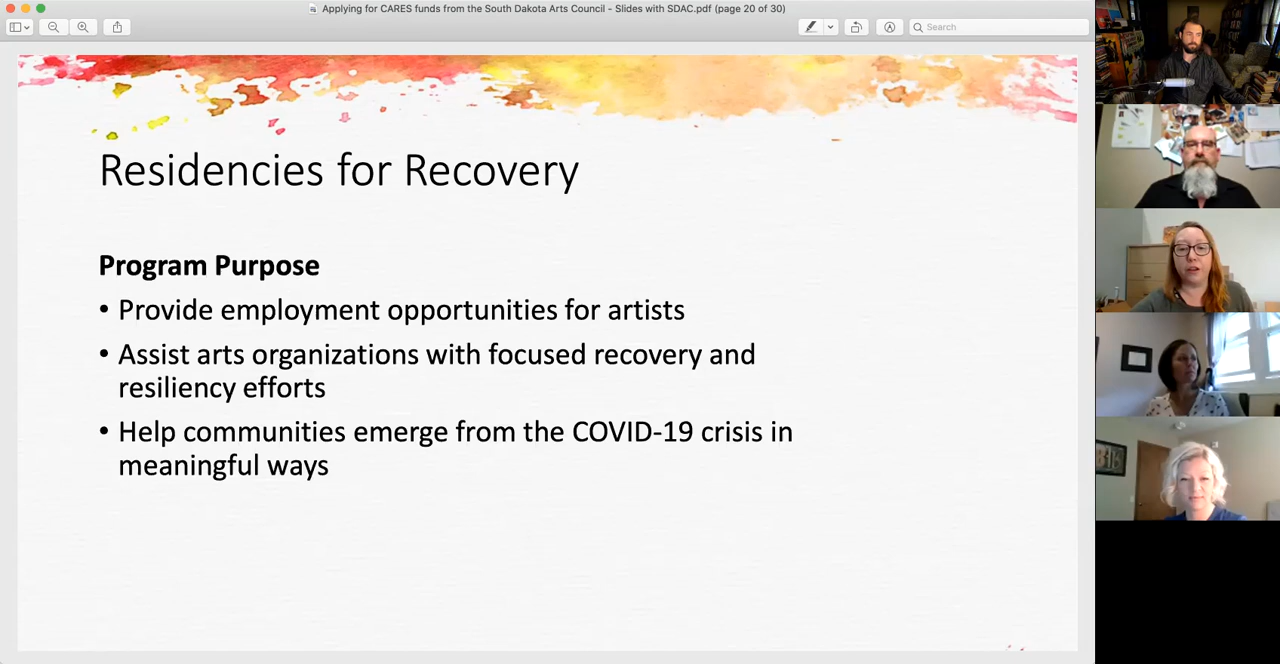 Applying for CARES funds from the South Dakota Arts Council - Slides with SDAC.pdf (page 20 of 30)
Search
Residencies for Recovery
Program Purpose
• Provide employment opportunities for artists
• Assist arts organizations with focused recovery and
resiliency efforts
• Help communities emerge from the COVID-19 crisis in
meaningful ways